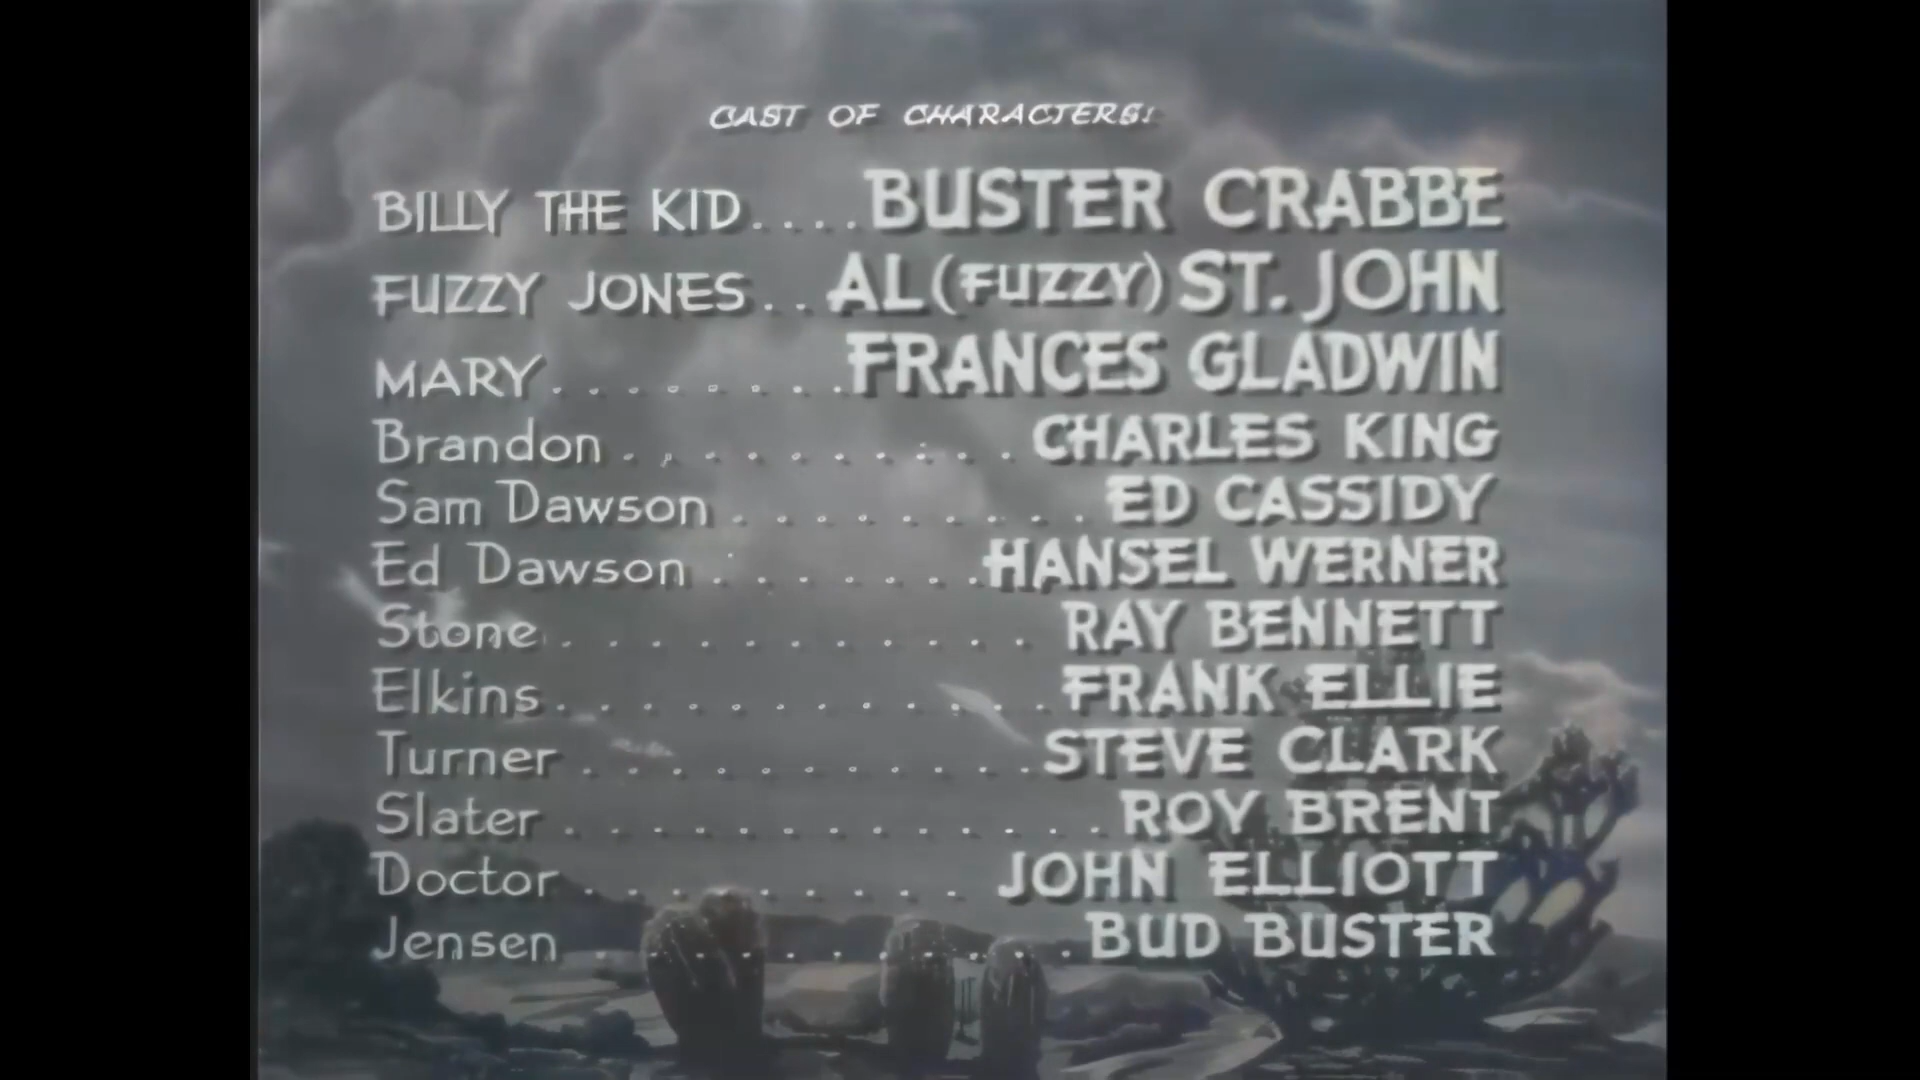 CAST OF CHARACTERS:
BILLY THE KID.... BUSTER CRABBE
FUZZY JONES.. AL (FUZZY) ST. JOHN
MARY........ FRANCES GLADWIN
Brandon.......... CHARLES KING
Sam Dawson......... ED CASSIDY
Ed Dawson....... HANSEL WERNER
Stone........... RAY BENNETT
Elkins............ FRANK ELLIE
Turner........... STEVE CLARK
Slater............. ROY BRENT
Doctor......... JOHN ELLIOTT
Jensen............ BUD BUSTER